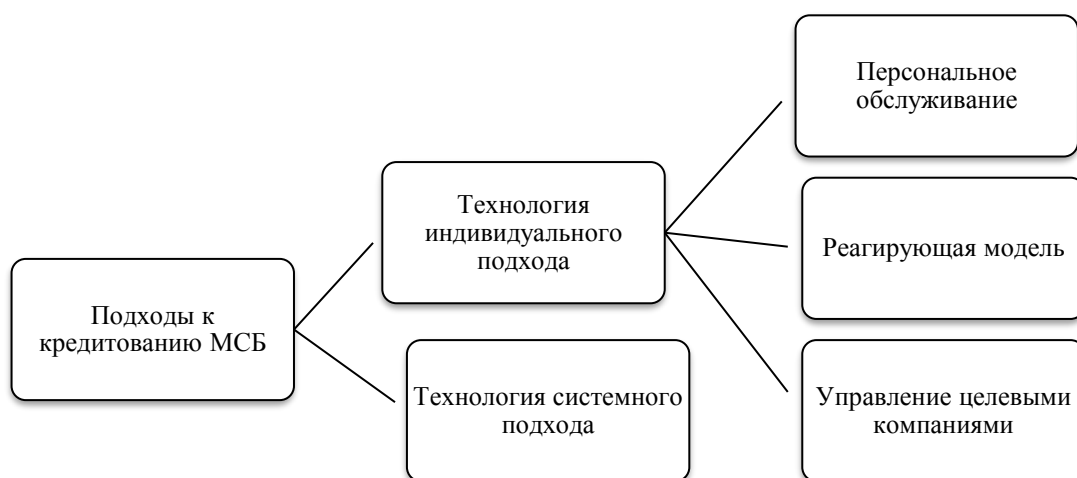 Подходы к
кредитованию МСБ
Технология
индивидуального
подхода
Технология системного
подхода
Персональное
обслуживание
Реагирующая модель
Управление целевыми
компаниями